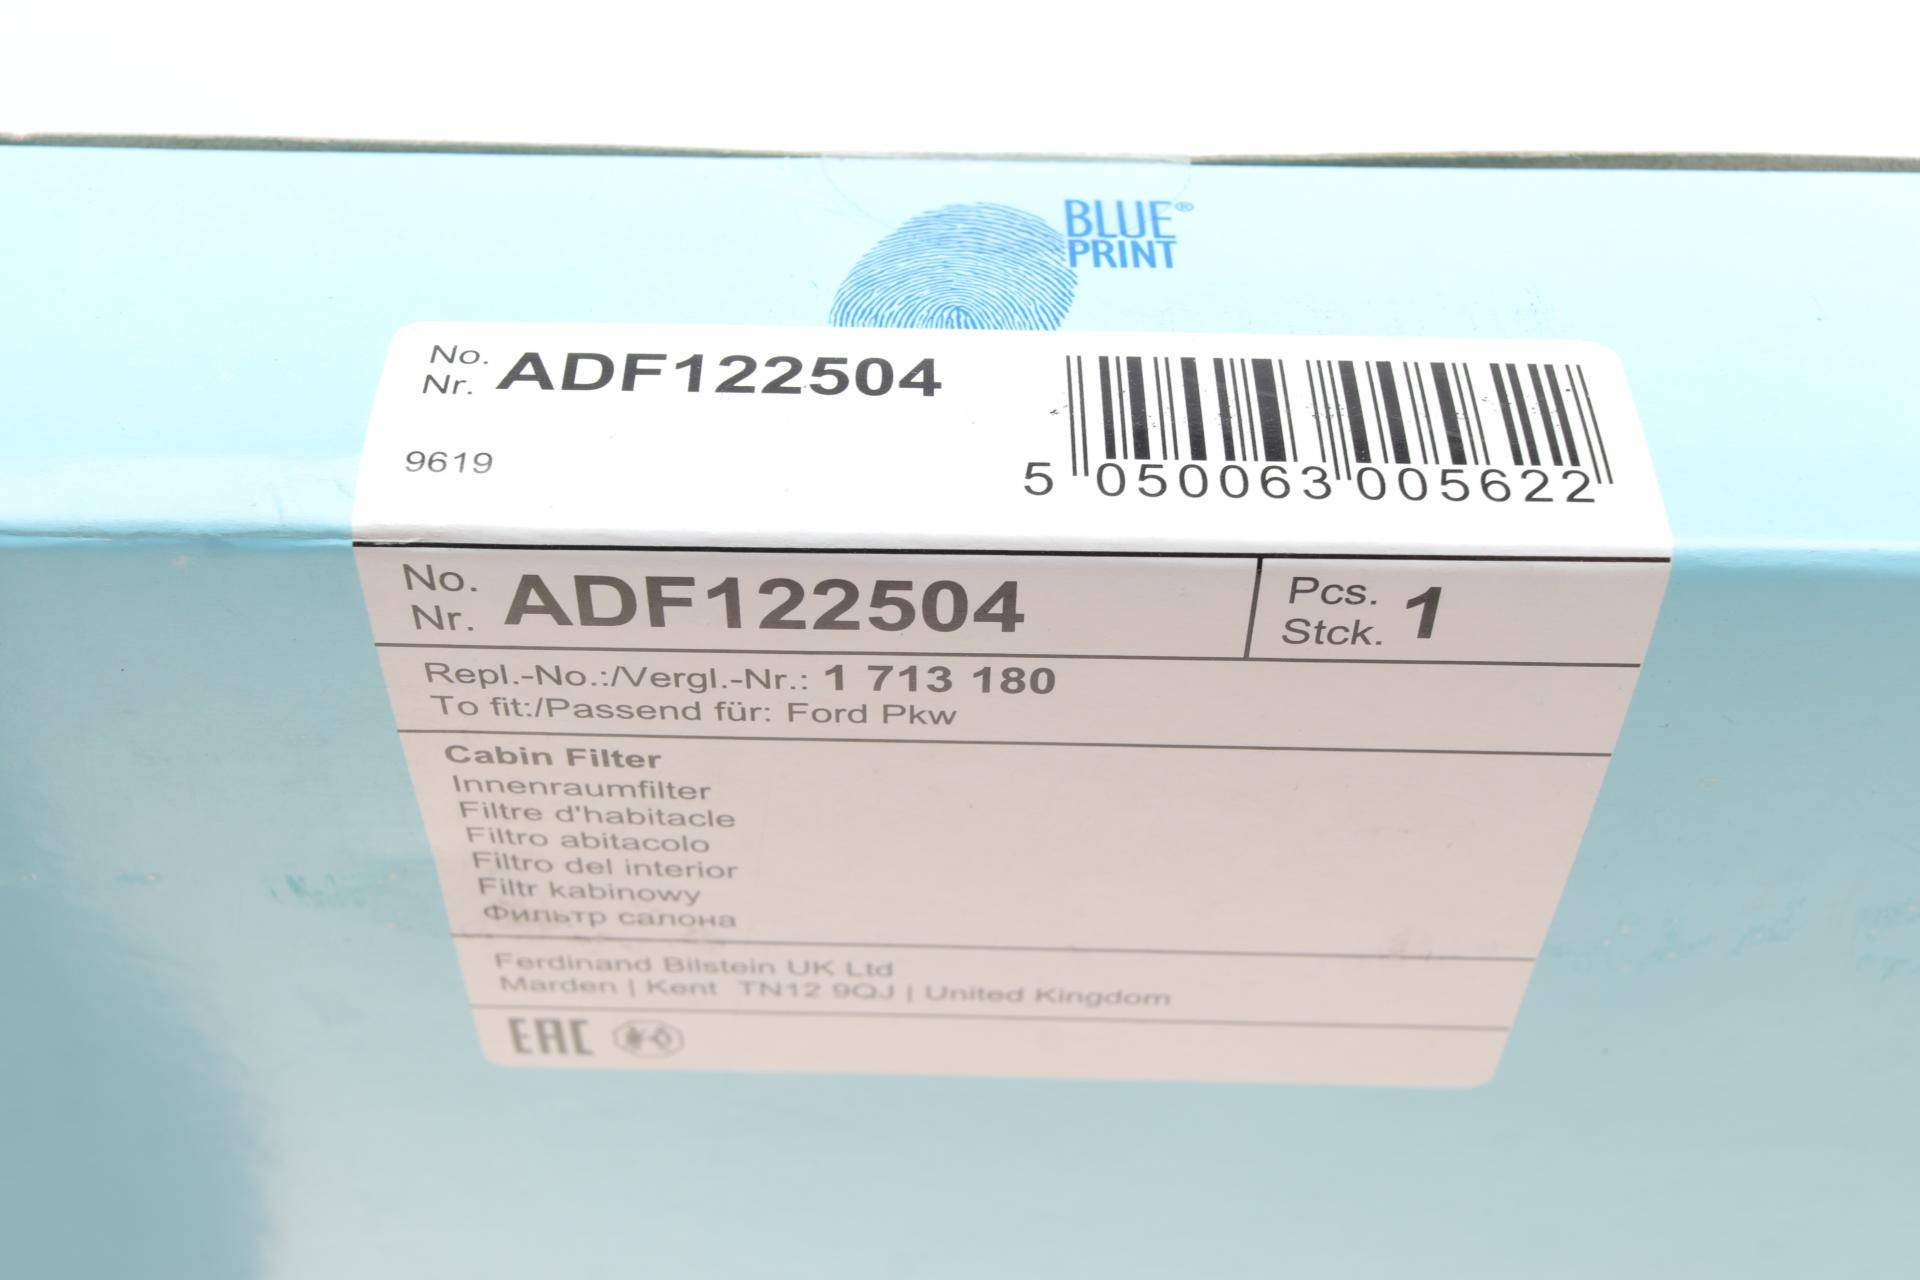 BLUE®
PRINT
No.
Nr. ADF122504
9619
5 050063 005622
No.
Nr. ADF122504
Pcs.
Stck. 1
Repl.-No.:/Vergl.-Nr.: 1 713 180
To fit:/Passend für: Ford Pkw
Cabin Filter
Innenraumfilter
Filtre d'habitacle
Filtro abitacolo
Filtro del interior
Filtr kabinowy
Фильтр салона
Ferdinand Bilstein UK Ltd
Marden | Kent TN12 9QJ | United Kingdom
EAC